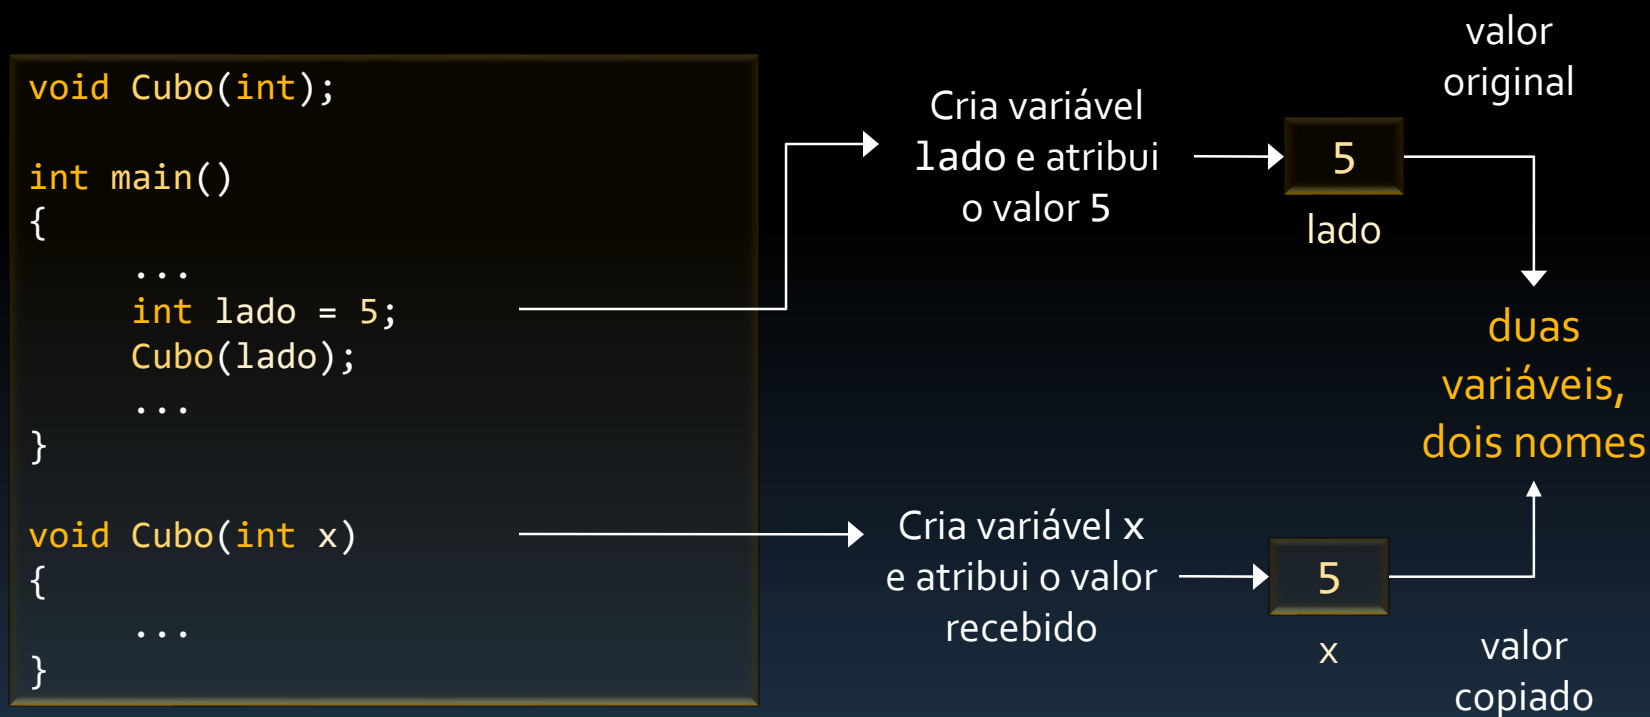 void Cubo(int);
int main()
{
...
int lado = 5;
Cubo(lado);
...
}
void Cubo(int x)
{
...
}
Cria variável
lado e atribui
o valor 5
5
lado
valor
original
duas
variáveis,
dois nomes
Cria variável x
e atribui o valor
recebido
5
x
valor
copiado